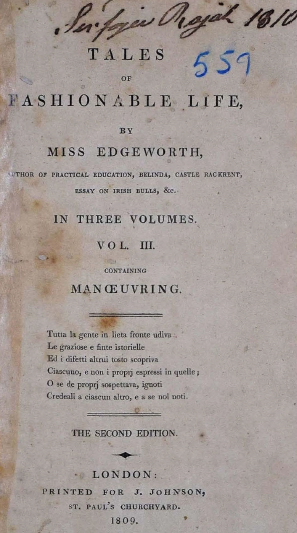 Serfojee Rajah 1810
559
TALES
OF
FASHIONABLE LIFE,
BY
MISS EDGEWORTH,
AUTHOR OF PRACTICAL EDUCATION, BELINDA, CASTLE RACKRENT,
ESSAY ON IRISH BULLS, &c.
IN THREE VOLUMES.
VOL. III.
CONTAINING
MANŒUVRING.
Tutta la gente in lieta fronte udiva
Le graziose e finte istorielle
Ed i difetti altrui tosto scopriva
Ciascuno, e non i proprj espressi in quelle;
O se de proprj sospettava, ignoti
Credeali a ciascun altro, e a se sol noti.
THE SECOND EDITION.
LONDON:
PRINTED FOR J. JOHNSON,
ST. PAUL'S CHURCHYARD.
1809.